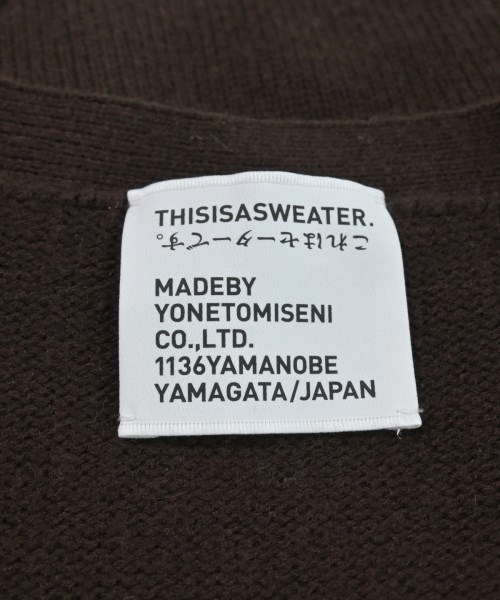 THISISASWEATER.
これはセーターです。
MADEBY
YONETOMISENI
CO.,LTD.
1136YAMANOBE
YAMAGATA/JAPAN